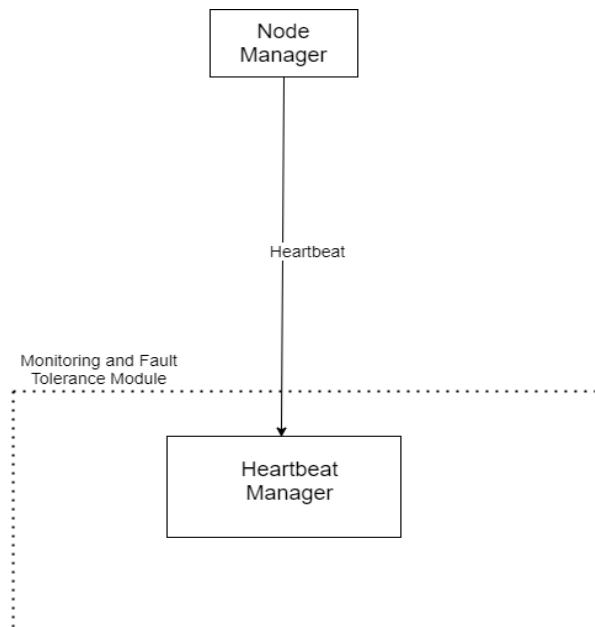 Node
Manager
Heartbeat
Monitoring and Fault
Tolerance Module
Heartbeat
Manager